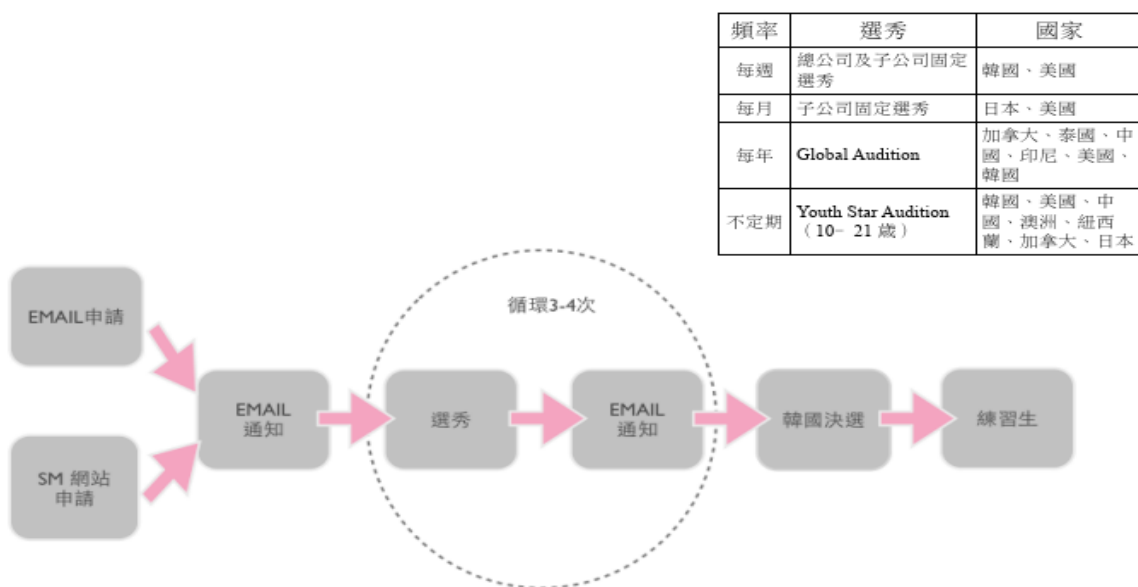 頻率 選秀 國家
每週 總公司及子公司固定 韓國、美國
選秀
每月 子公司固定選秀 日本、美國
每年 Global Audition 加拿大、泰國、中
國、印尼、美國、
韓國
不定期 Youth Star Audition 韓國、美國、中
(10– 21 歲) 國、澳洲、紐西
蘭、加拿大、日本
循環3-4次
EMAIL申請
EMAIL
通知
選秀
EMAIL
通知
韓國決選
練習生
SM 網站
申請